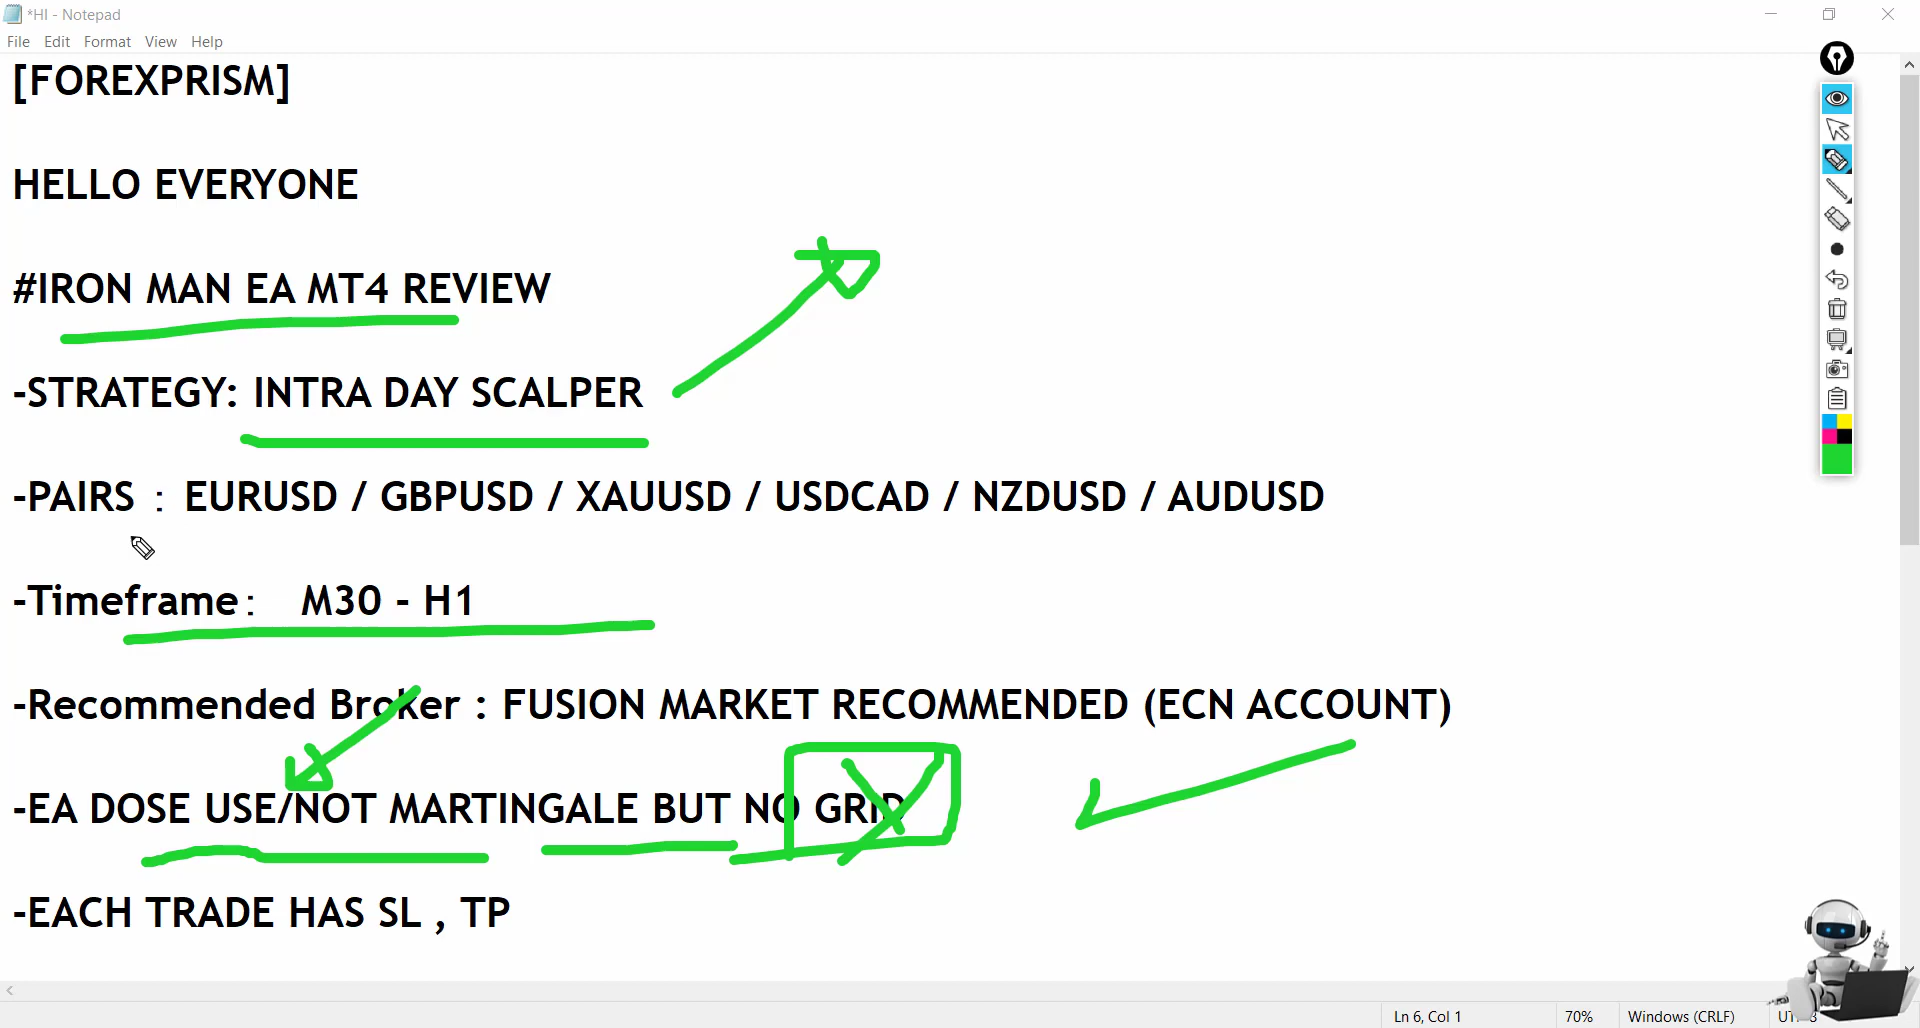 *HI - Notepad
File Edit Format View Help
[FOREXPRISM]
HELLO EVERYONE
#IRON MAN EA MT4 REVIEW
-STRATEGY: INTRA DAY SCALPER
-PAIRS : EURUSD / GBPUSD / XAUUSD / USDCAD / NZDUSD / AUDUSD
-Timeframe: M30 - H1
-Recommended Broker : FUSION MARKET RECOMMENDED (ECN ACCOUNT)
-EA DOSE USE/NOT MARTINGALE BUT NO GRID
-EACH TRADE HAS SL , TP
Ln 6, Col 1 70% Windows (CRLF)